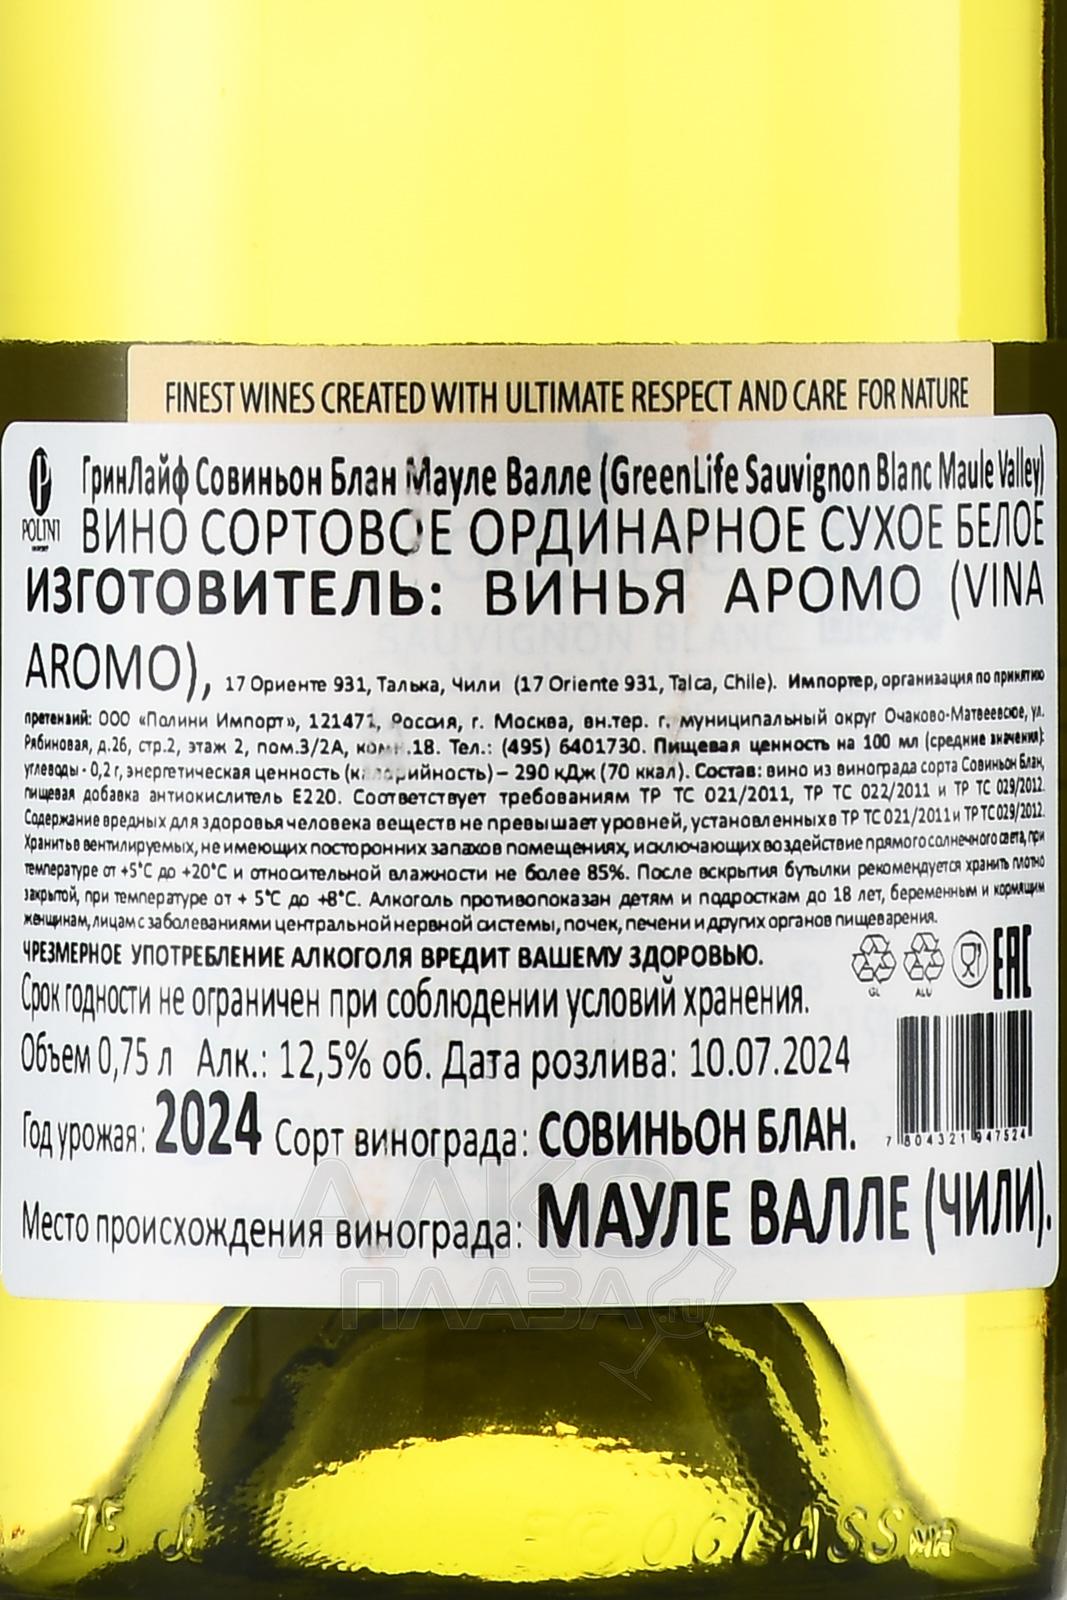 FINEST WINES CREATED WITH ULTIMATE RESPECT AND CARE FOR NATURE
POLINI
ГринЛайф Совиньон Блан Мауле Валле (GreenLife Sauvignon Blanc Maule Valley)
ВИНО СОРТОВОЕ ОРДИНАРНОЕ СУХОЕ БЕЛОЕ
ИЗГОТОВИТЕЛЬ: ВИНЬЯ АРОМО (VINA
AROMO), 17 Ориенте 931, Талька, Чили (17 Oriente 931, Talca, Chile). Импортер, организация по принятию
претензий: ООО «Полини Импорт», 121471, Россия, г. Москва, вн.тер. г. муниципальный округ Очаково-Матвеевское, ул.
Рябиновая, д.26, стр.2, этаж 2, пом.3/2А, комн.18. Тел.: (495) 6401730. Пищевая ценность на 100 мл (средние значения):
углеводы - 0,2 г, энергетическая ценность (калорийность) – 290 кДж (70 ккал). Состав: вино из винограда сорта Совиньон Блан,
пищевая добавка антиокислитель Е220. Соответствует требованиям ТР ТС 021/2011, ТР ТС 022/2011 и ТР ТС 029/2012.
Содержание вредных для здоровья человека веществ не превышает уровней, установленных в ТР ТС 021/2011 и ТР ТС 029/2012.
Хранить в вентилируемых, не имеющих посторонних запахов помещениях, исключающих воздействие прямого солнечного света, при
температуре от +5°С до +20°С и относительной влажности не более 85%. После вскрытия бутылки рекомендуется хранить плотно
закрытой, при температуре от + 5°С до +8°С. Алкоголь противопоказан детям и подросткам до 18 лет, беременным и кормящим
женщинам, лицам с заболеваниями центральной нервной системы, почек, печени и других органов пищеварения.
ЧРЕЗМЕРНОЕ УПОТРЕБЛЕНИЕ АЛКОГОЛЯ ВРЕДИТ ВАШЕМУ ЗДОРОВЬЮ.
GL ALU EAC
Срок годности не ограничен при соблюдении условий хранения.
Объем 0,75 л Алк.: 12,5% об. Дата розлива: 10.07.2024
Год урожая: 2024 Сорт винограда: СОВИНЬОН БЛАН.
7 804321 947524
Место происхождения винограда: МАУЛЕ ВАЛЛЕ (ЧИЛИ).
АЛКО
ПЛАЗА.ru
75 cl ECOGLASS